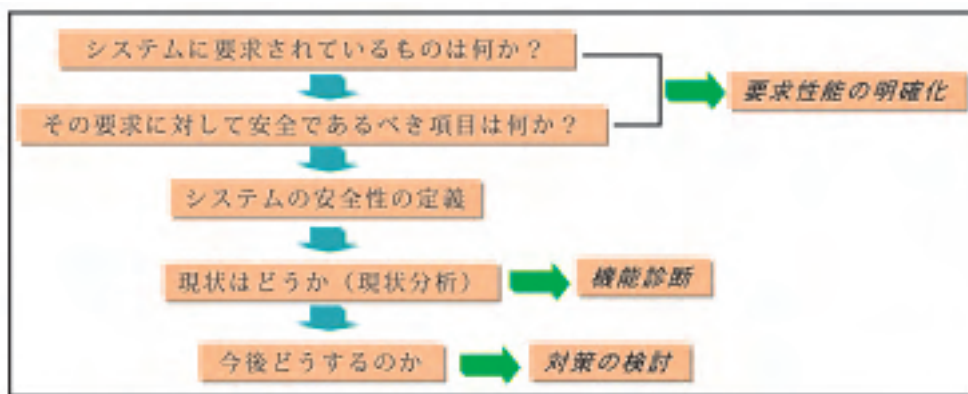 システムに要求されているものは何か？
要求性能の明確化
その要求に対して安全であるべき項目は何か？
システムの安全性の定義
現状はどうか（現状分析）
機能診断
今後どうするのか
対策の検討